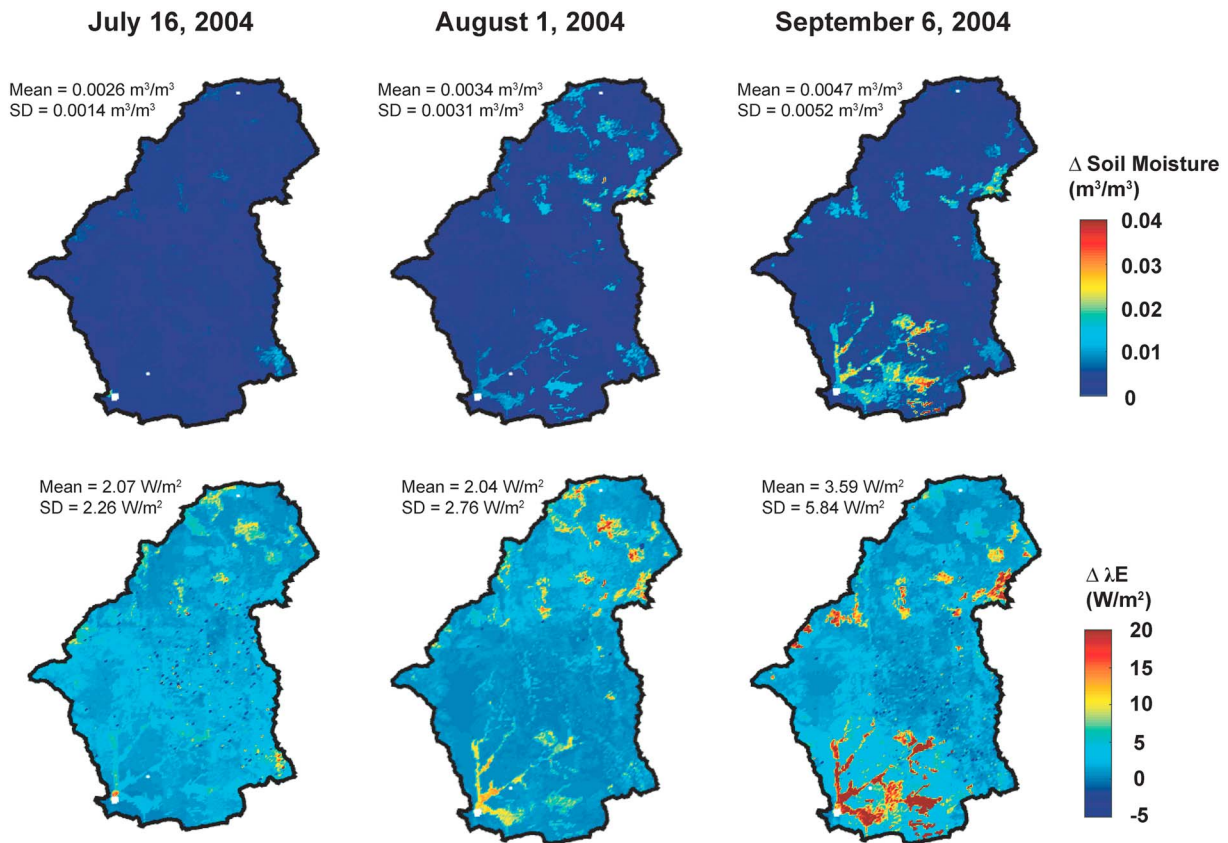 July 16, 2004
August 1, 2004
September 6, 2004
Mean = 0.0026 m³/m³
SD = 0.0014 m³/m³
Mean = 0.0034 m³/m³
SD = 0.0031 m³/m³
Mean = 0.0047 m³/m³
SD = 0.0052 m³/m³
Δ Soil Moisture
(m³/m³)
0.04
0.03
0.02
0.01
0
Mean = 2.07 W/m²
SD = 2.26 W/m²
Mean = 2.04 W/m²
SD = 2.76 W/m²
Mean = 3.59 W/m²
SD = 5.84 W/m²
Δ λE
(W/m²)
20
15
10
5
0
-5